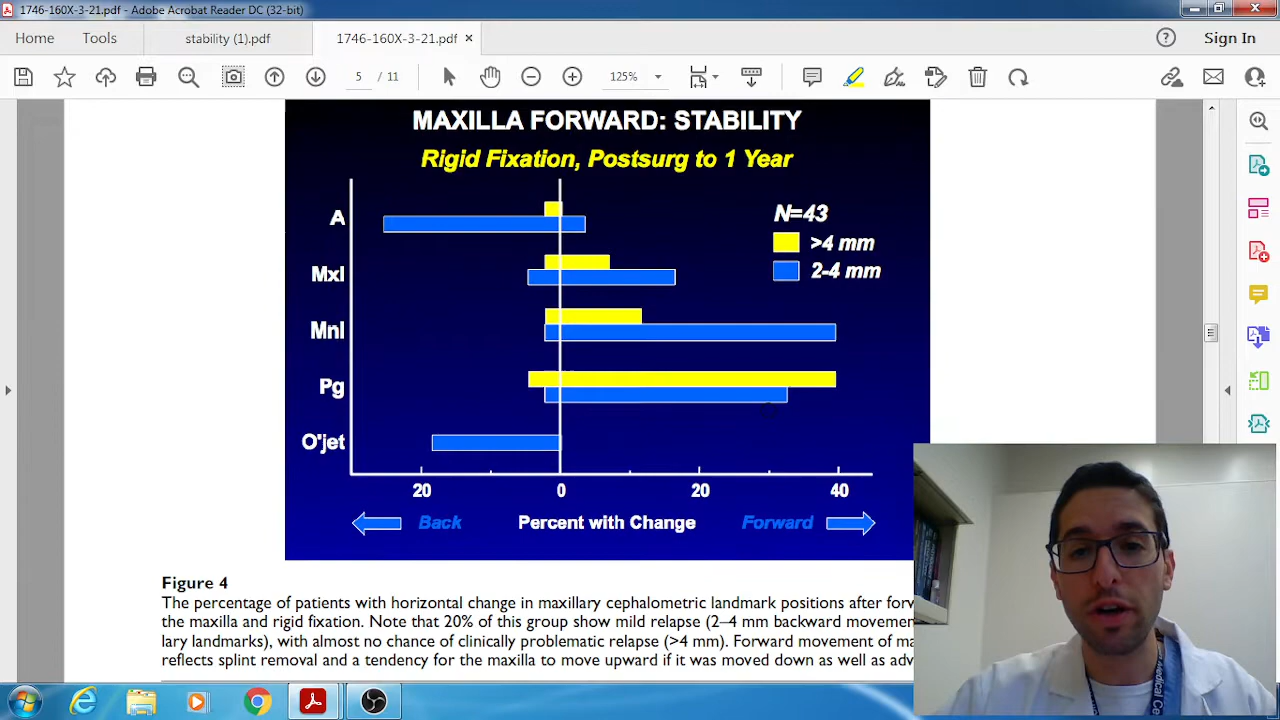 1746-160X-3-21.pdf - Adobe Acrobat Reader DC (32-bit)
Home Tools stability (1).pdf 1746-160X-3-21.pdf × Sign In
5 / 11 125%
MAXILLA FORWARD: STABILITY
Rigid Fixation, Postsurg to 1 Year
N=43
>4 mm
2-4 mm
A
MxI
MnI
Pg
O'jet
20 0 20 40
Back Percent with Change Forward
Figure 4
The percentage of patients with horizontal change in maxillary cephalometric landmark positions after forw
the maxilla and rigid fixation. Note that 20% of this group show mild relapse (2–4 mm backward movemen
lary landmarks), with almost no chance of clinically problematic relapse (>4 mm). Forward movement of ma
reflects splint removal and a tendency for the maxilla to move upward if it was moved down as well as adv